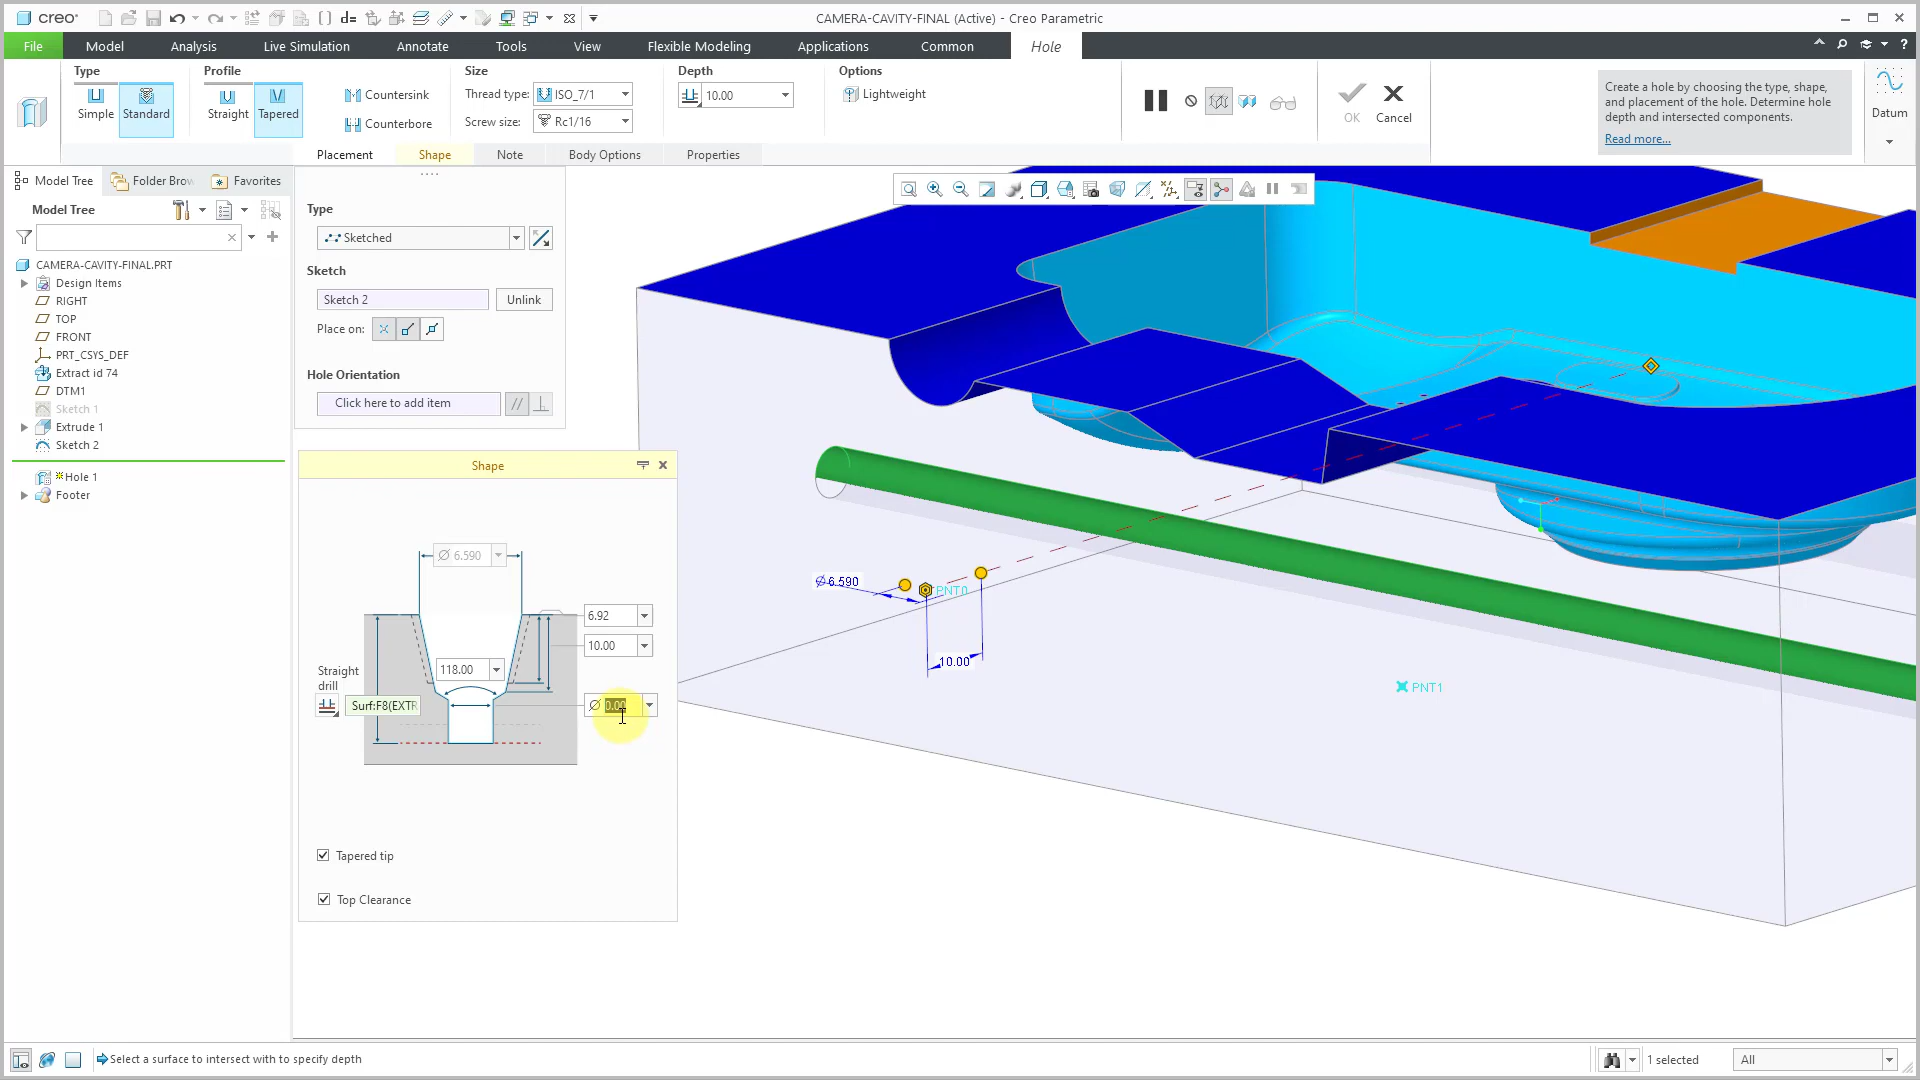 creo
CAMERA-CAVITY-FINAL (Active) - Creo Parametric
File
Model
Analysis
Live Simulation
Annotate
Tools
View
Flexible Modeling
Applications
Common
Hole
Type
Profile
Size
Depth
Options
Simple
Standard
Straight
Tapered
Countersink
Counterbore
Thread type:
ISO_7/1
Screw size:
Rc1/16
10.00
Lightweight
OK
Cancel
Create a hole by choosing the type, shape,
and placement of the hole. Determine hole
depth and intersected components.
Read more...
Datum
Placement
Shape
Note
Body Options
Properties
Model Tree
Folder Brov
Favorites
Model Tree
CAMERA-CAVITY-FINAL.PRT
Design Items
RIGHT
TOP
FRONT
PRT_CSYS_DEF
Extract id 74
DTM1
Sketch 1
Extrude 1
Sketch 2
Hole 1
Footer
Type
Sketched
Sketch
Sketch 2
Unlink
Place on:
Hole Orientation
Click here to add item
Shape
Ø 6.590
6.92
10.00
118.00
Straight
drill
Surf:F8(EXTR
Ø 0.00
Tapered tip
Top Clearance
Ø6.590
PNT0
10.00
PNT1
Select a surface to intersect with to specify depth
1 selected
All